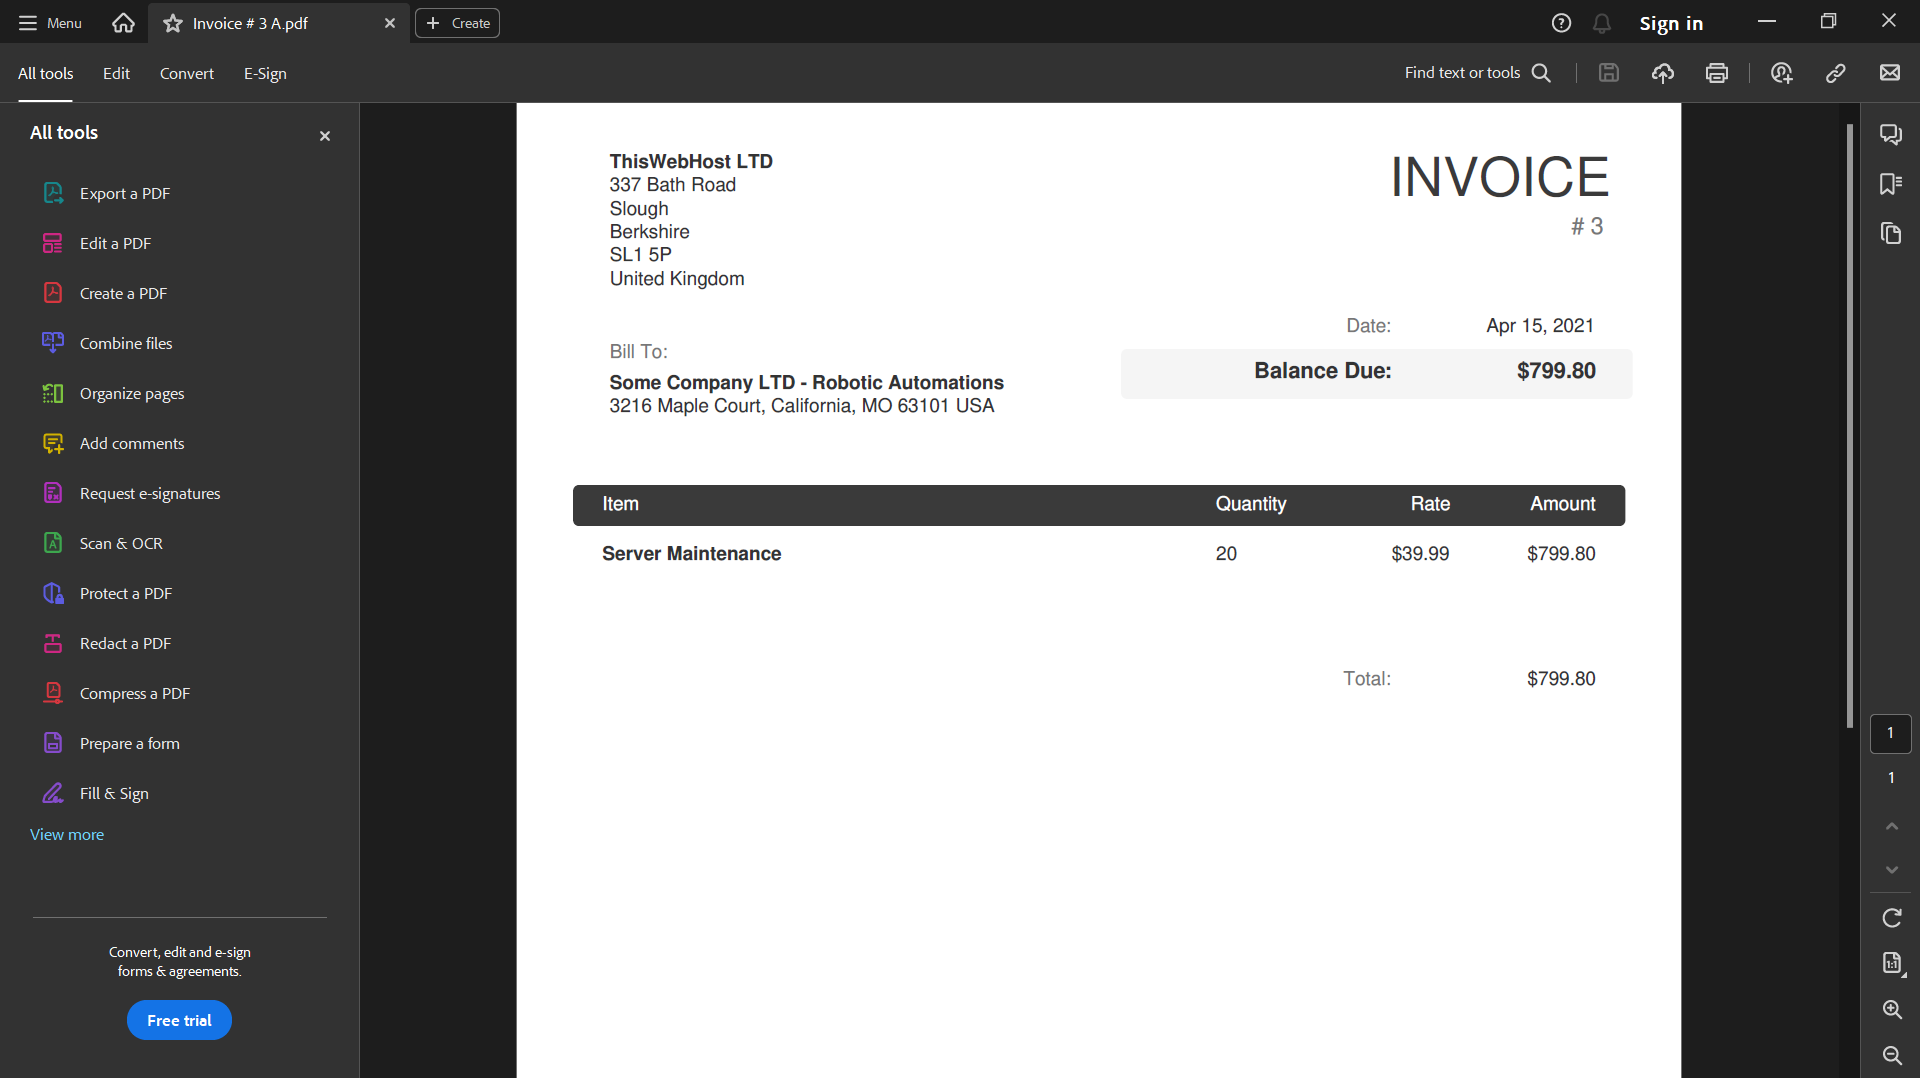 Menu
Invoice # 3 A.pdf
Create
Sign in
All tools
Edit
Convert
E-Sign
Find text or tools
All tools
Export a PDF
Edit a PDF
Create a PDF
Combine files
Organize pages
Add comments
Request e-signatures
Scan & OCR
Protect a PDF
Redact a PDF
Compress a PDF
Prepare a form
Fill & Sign
View more
Convert, edit and e-sign
forms & agreements.
Free trial
ThisWebHost LTD
337 Bath Road
Slough
Berkshire
SL1 5P
United Kingdom
INVOICE
# 3
Date: Apr 15, 2021
Balance Due: $799.80
Bill To:
Some Company LTD - Robotic Automations
3216 Maple Court, California, MO 63101 USA
Item Quantity Rate Amount
Server Maintenance 20 $39.99 $799.80
Total: $799.80
1
1